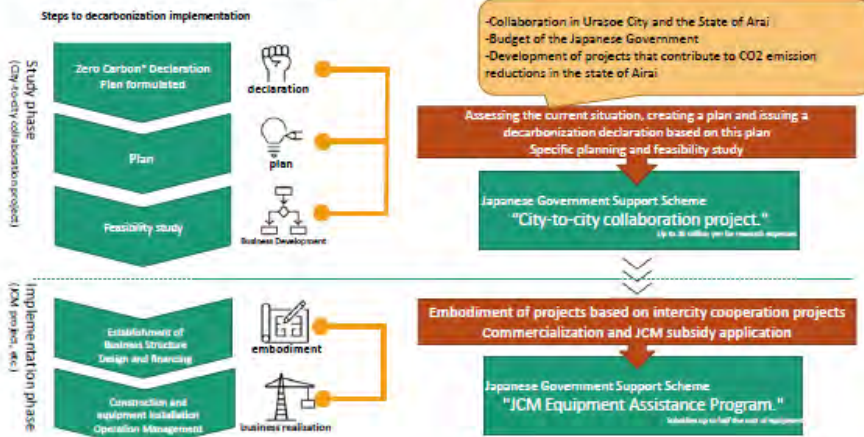 Steps to decarbonization implementation
Study phase
(City-to-city collaboration project)
Zero Carbon* Declaration
Plan formulated
declaration
Plan
plan
Feasibility study
Business Development
-Collaboration in Urasoe City and the State of Arai
-Budget of the Japanese Government
-Development of projects that contribute to CO2 emission
reductions in the state of Airai
Assessing the current situation, creating a plan and issuing a
decarbonization declaration based on this plan
Specific planning and feasibility study
Japanese Government Support Scheme
"City-to-city collaboration project."
Implementation phase
(JCM project, etc.)
Establishment of
Business Structure
Design and financing
embodiment
Construction and
equipment installation
Operation Management
business realization
Embodiment of projects based on intercity cooperation projects
Commercialization and JCM subsidy application
Japanese Government Support Scheme
"JCM Equipment Assistance Program."